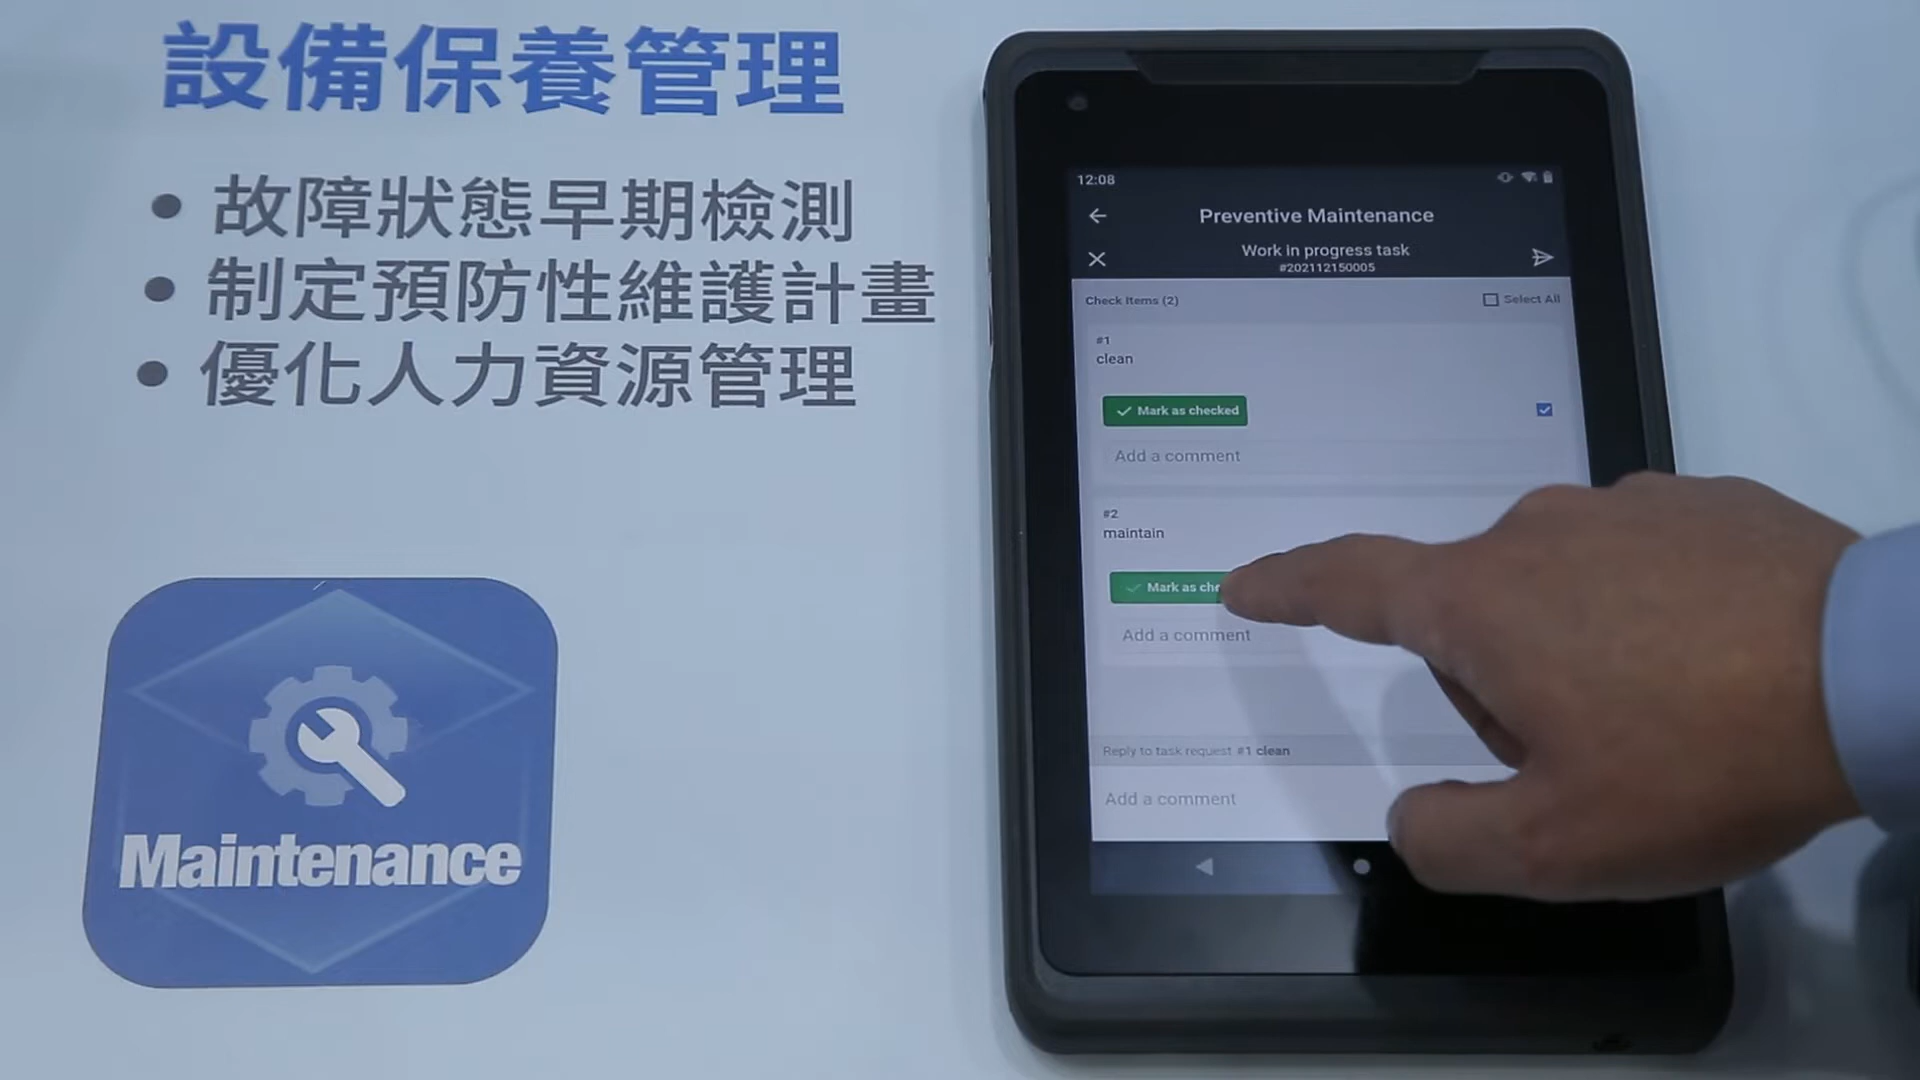 設備保養管理
• 故障狀態早期檢測
• 制定預防性維護計畫
• 優化人力資源管理
Maintenance
12:08
Preventive Maintenance
Work in progress task
#202112150005
Check Items (2)
Select All
#1
clean
Mark as checked
Add a comment
#2
maintain
Mark as che
Add a comment
Reply to task request #1 clean
Add a comment